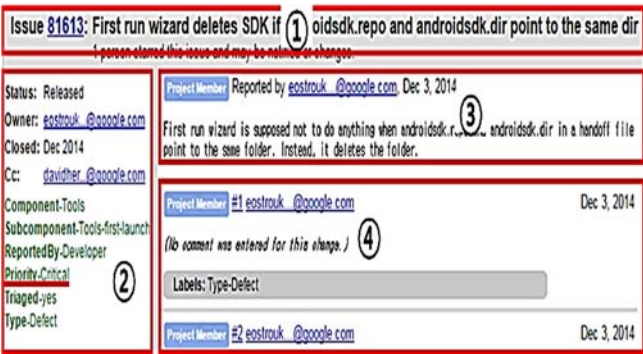 Issue 81613: First run wizard deletes SDK if ① oidsdk.repo and androidsdk.dir point to the same dir
1 person starred this issue and may be notified of changes.
Status: Released
Owner: eostrouk...@google.com
Closed: Dec 2014
Cc: davidher...@google.com
Component-Tools
Subcomponent-Tools-first-launch
ReportedBy-Developer
Priority-Critical
Triaged-yes
Type-Defect
②
Project Member Reported by eostrouk...@google.com, Dec 3, 2014
③
First run wizard is supposed not to do anything when androidsdk.r androidsdk.dir in a handoff file
point to the same folder. Instead, it deletes the folder.
Project Member #1 eostrouk...@google.com Dec 3, 2014
(No comment was entered for this change.) ④
Labels: Type-Defect
Project Member #2 eostrouk...@google.com Dec 3, 2014